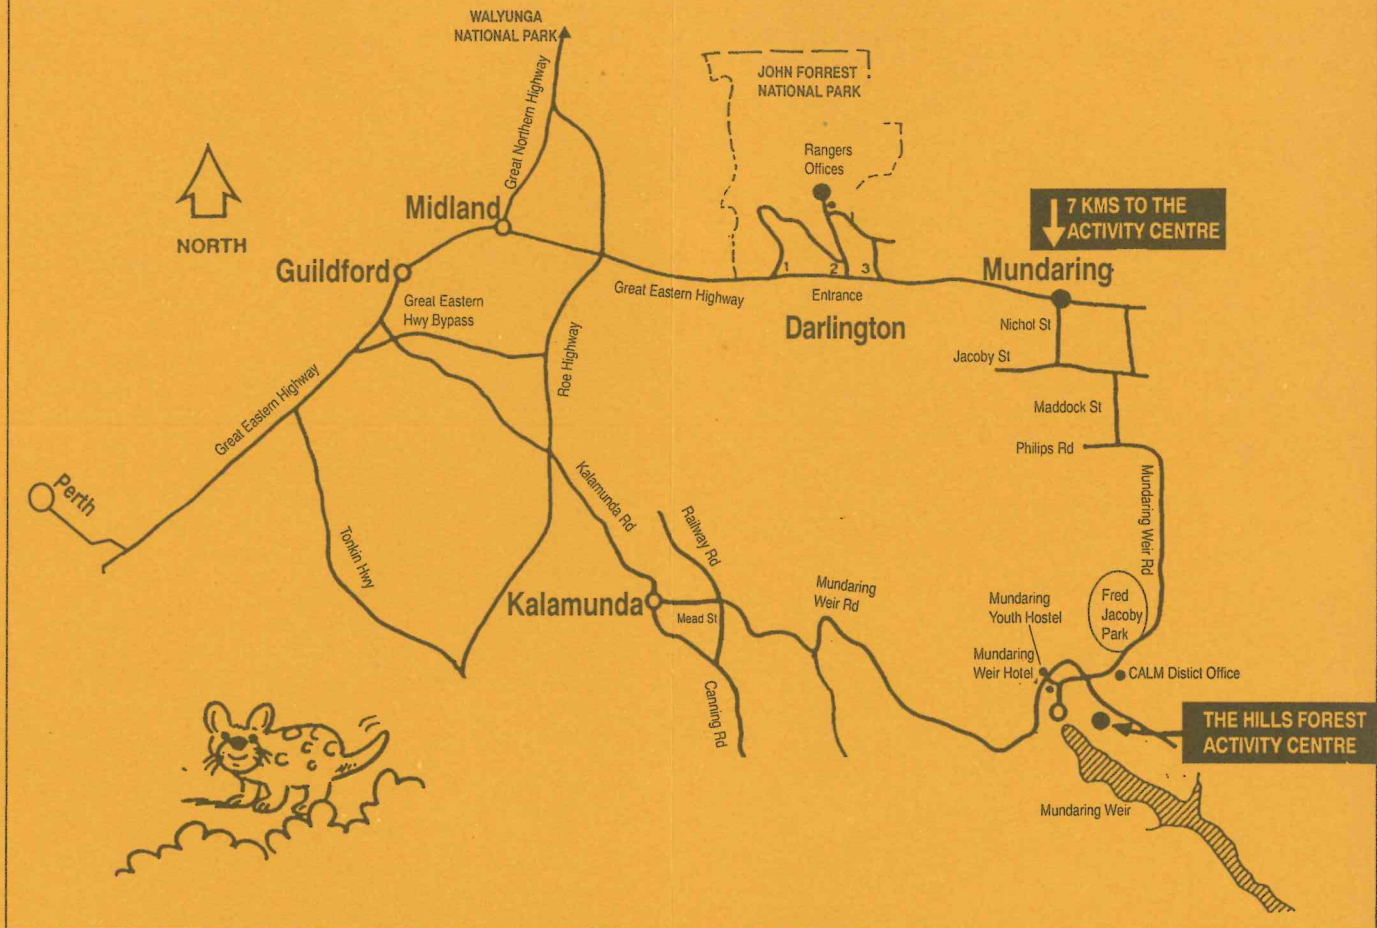 WALYUNGA
NATIONAL PARK
Great Northern Highway
JOHN FORREST
NATIONAL PARK
Rangers
Offices
NORTH
Midland
7 KMS TO THE
ACTIVITY CENTRE
Guildford
Great Eastern
Hwy Bypass
Great Eastern Highway
1
2
3
Entrance
Darlington
Mundaring
Nichol St
Jacoby St
Roe Highway
Great Eastern Highway
Maddock St
Philips Rd
Perth
Kalamunda Rd
Tonkin Hwy
Railway Rd
Mundaring Weir Rd
Kalamunda
Mead St
Mundaring
Weir Rd
Mundaring
Youth Hostel
Fred
Jacoby
Park
Mundaring
Weir Hotel
CALM Distict Office
Canning Rd
THE HILLS FOREST
ACTIVITY CENTRE
Mundaring Weir